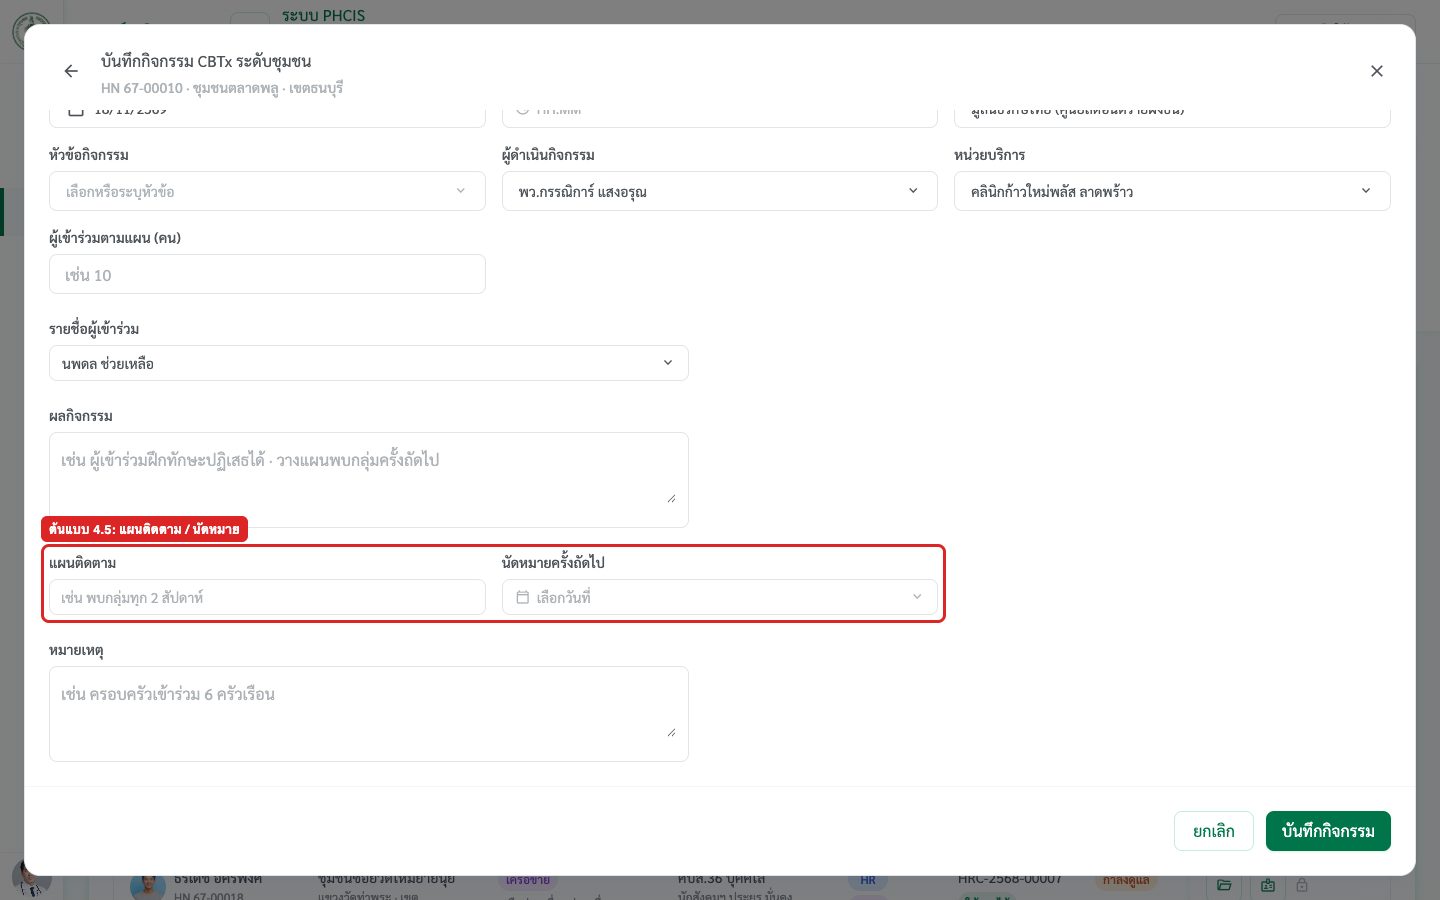 ระบบ PHCIS
บันทึกกิจกรรม CBTx ระดับชุมชน
HN 67-00010 · ชุมชนตลาดพลู · เขตธนบุรี
หัวข้อกิจกรรม
ผู้ดำเนินกิจกรรม
หน่วยบริการ
เลือกหรือระบุหัวข้อ
พว.กรรณิการ์ แสงอรุณ
คลินิกก้าวใหม่พลัส ลาดพร้าว
ผู้เข้าร่วมตามแผน (คน)
เช่น 10
รายชื่อผู้เข้าร่วม
นพดล ช่วยเหลือ
ผลกิจกรรม
เช่น ผู้เข้าร่วมฝึกทักษะปฏิเสธได้ · วางแผนพบกลุ่มครั้งถัดไป
ต้นแบบ 4.5: แผนติดตาม / นัดหมาย
แผนติดตาม
นัดหมายครั้งถัดไป
เช่น พบกลุ่มทุก 2 สัปดาห์
เลือกวันที่
หมายเหตุ
เช่น ครอบครัวเข้าร่วม 6 ครัวเรือน
ยกเลิก
บันทึกกิจกรรม
เครือข่าย
HR
HRC-2568-00007
กำลังดูแล
HN 67-00018